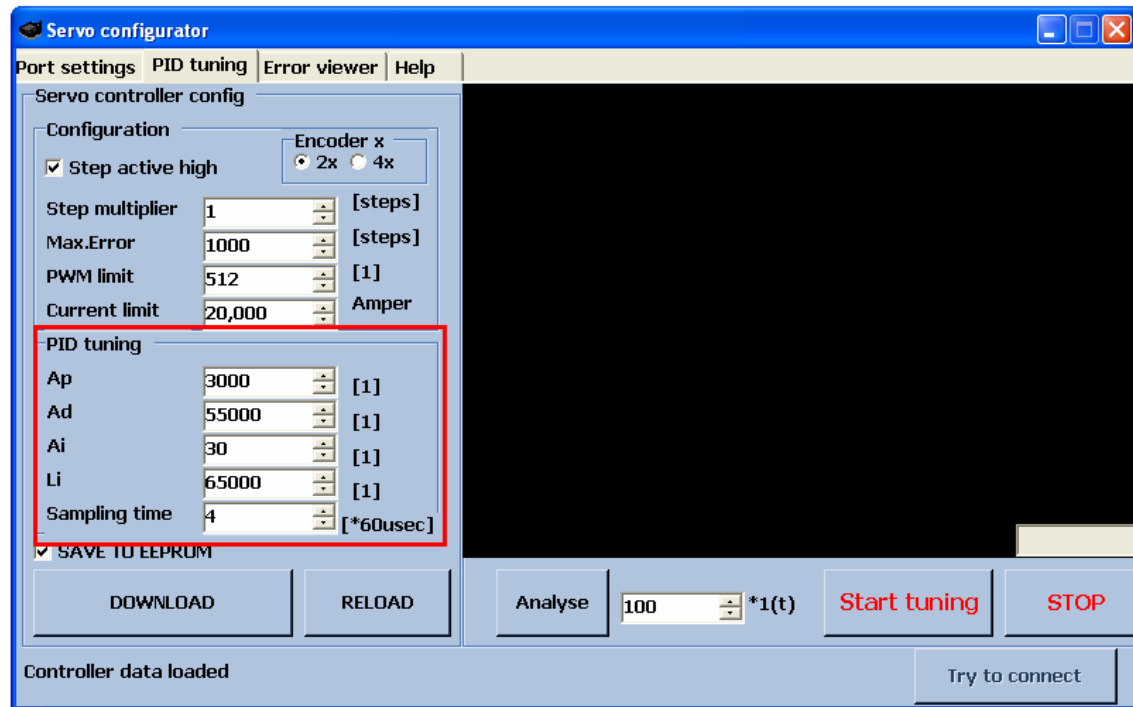 Servo configurator
Port settings PID tuning Error viewer Help
Servo controller config
Configuration
Encoder x
Step active high
2x 4x
Step multiplier 1 [steps]
Max.Error 1000 [steps]
PWM limit 512 [1]
Current limit 20,000 Amper
PID tuning
Ap 3000 [1]
Ad 55000 [1]
Ai 30 [1]
Li 65000 [1]
Sampling time 4 [*60usec]
SAVE TO EEPROM
DOWNLOAD RELOAD Analyse 100 *1(t) Start tuning STOP
Controller data loaded Try to connect